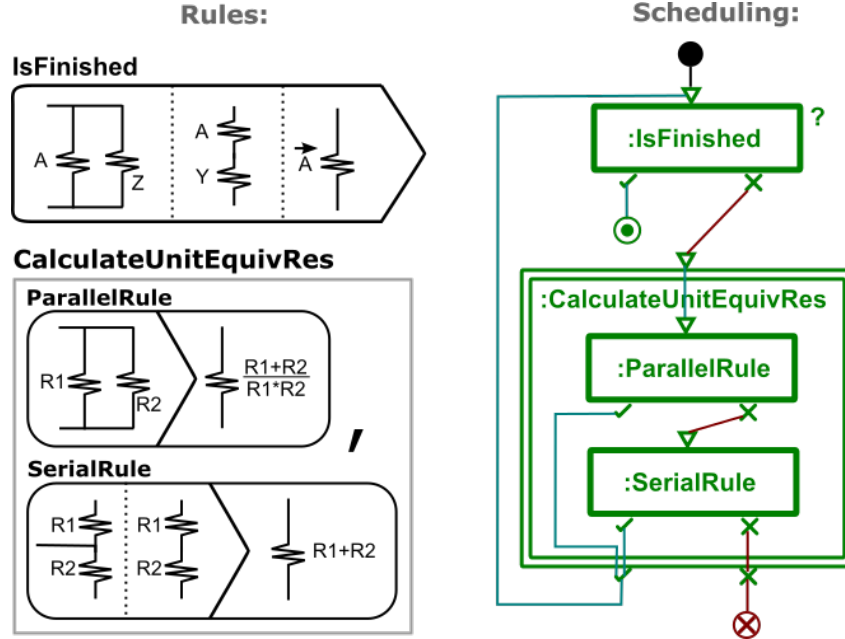 Rules:
Scheduling:
IsFinished
A
Z
A
Y
A
:IsFinished
?
CalculateUnitEquivRes
:CalculateUnitEquivRes
ParallelRule
R1
R2
R1+R2
R1*R2
,
:ParallelRule
SerialRule
R1
R2
R1
R2
R1+R2
:SerialRule